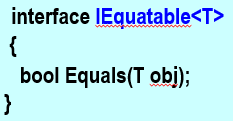 interface IEquatable<T>
{
bool Equals(T obj);
}